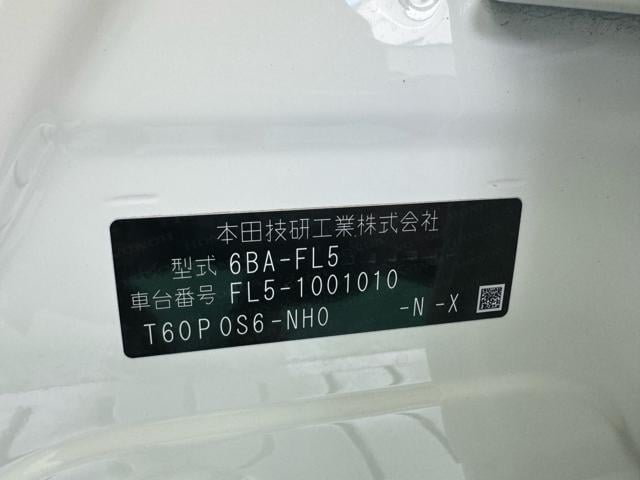 本田技研工業株式会社
型式 6BA-FL5
車台番号 FL5-1001010
T60P0S6-NH0 -N -X